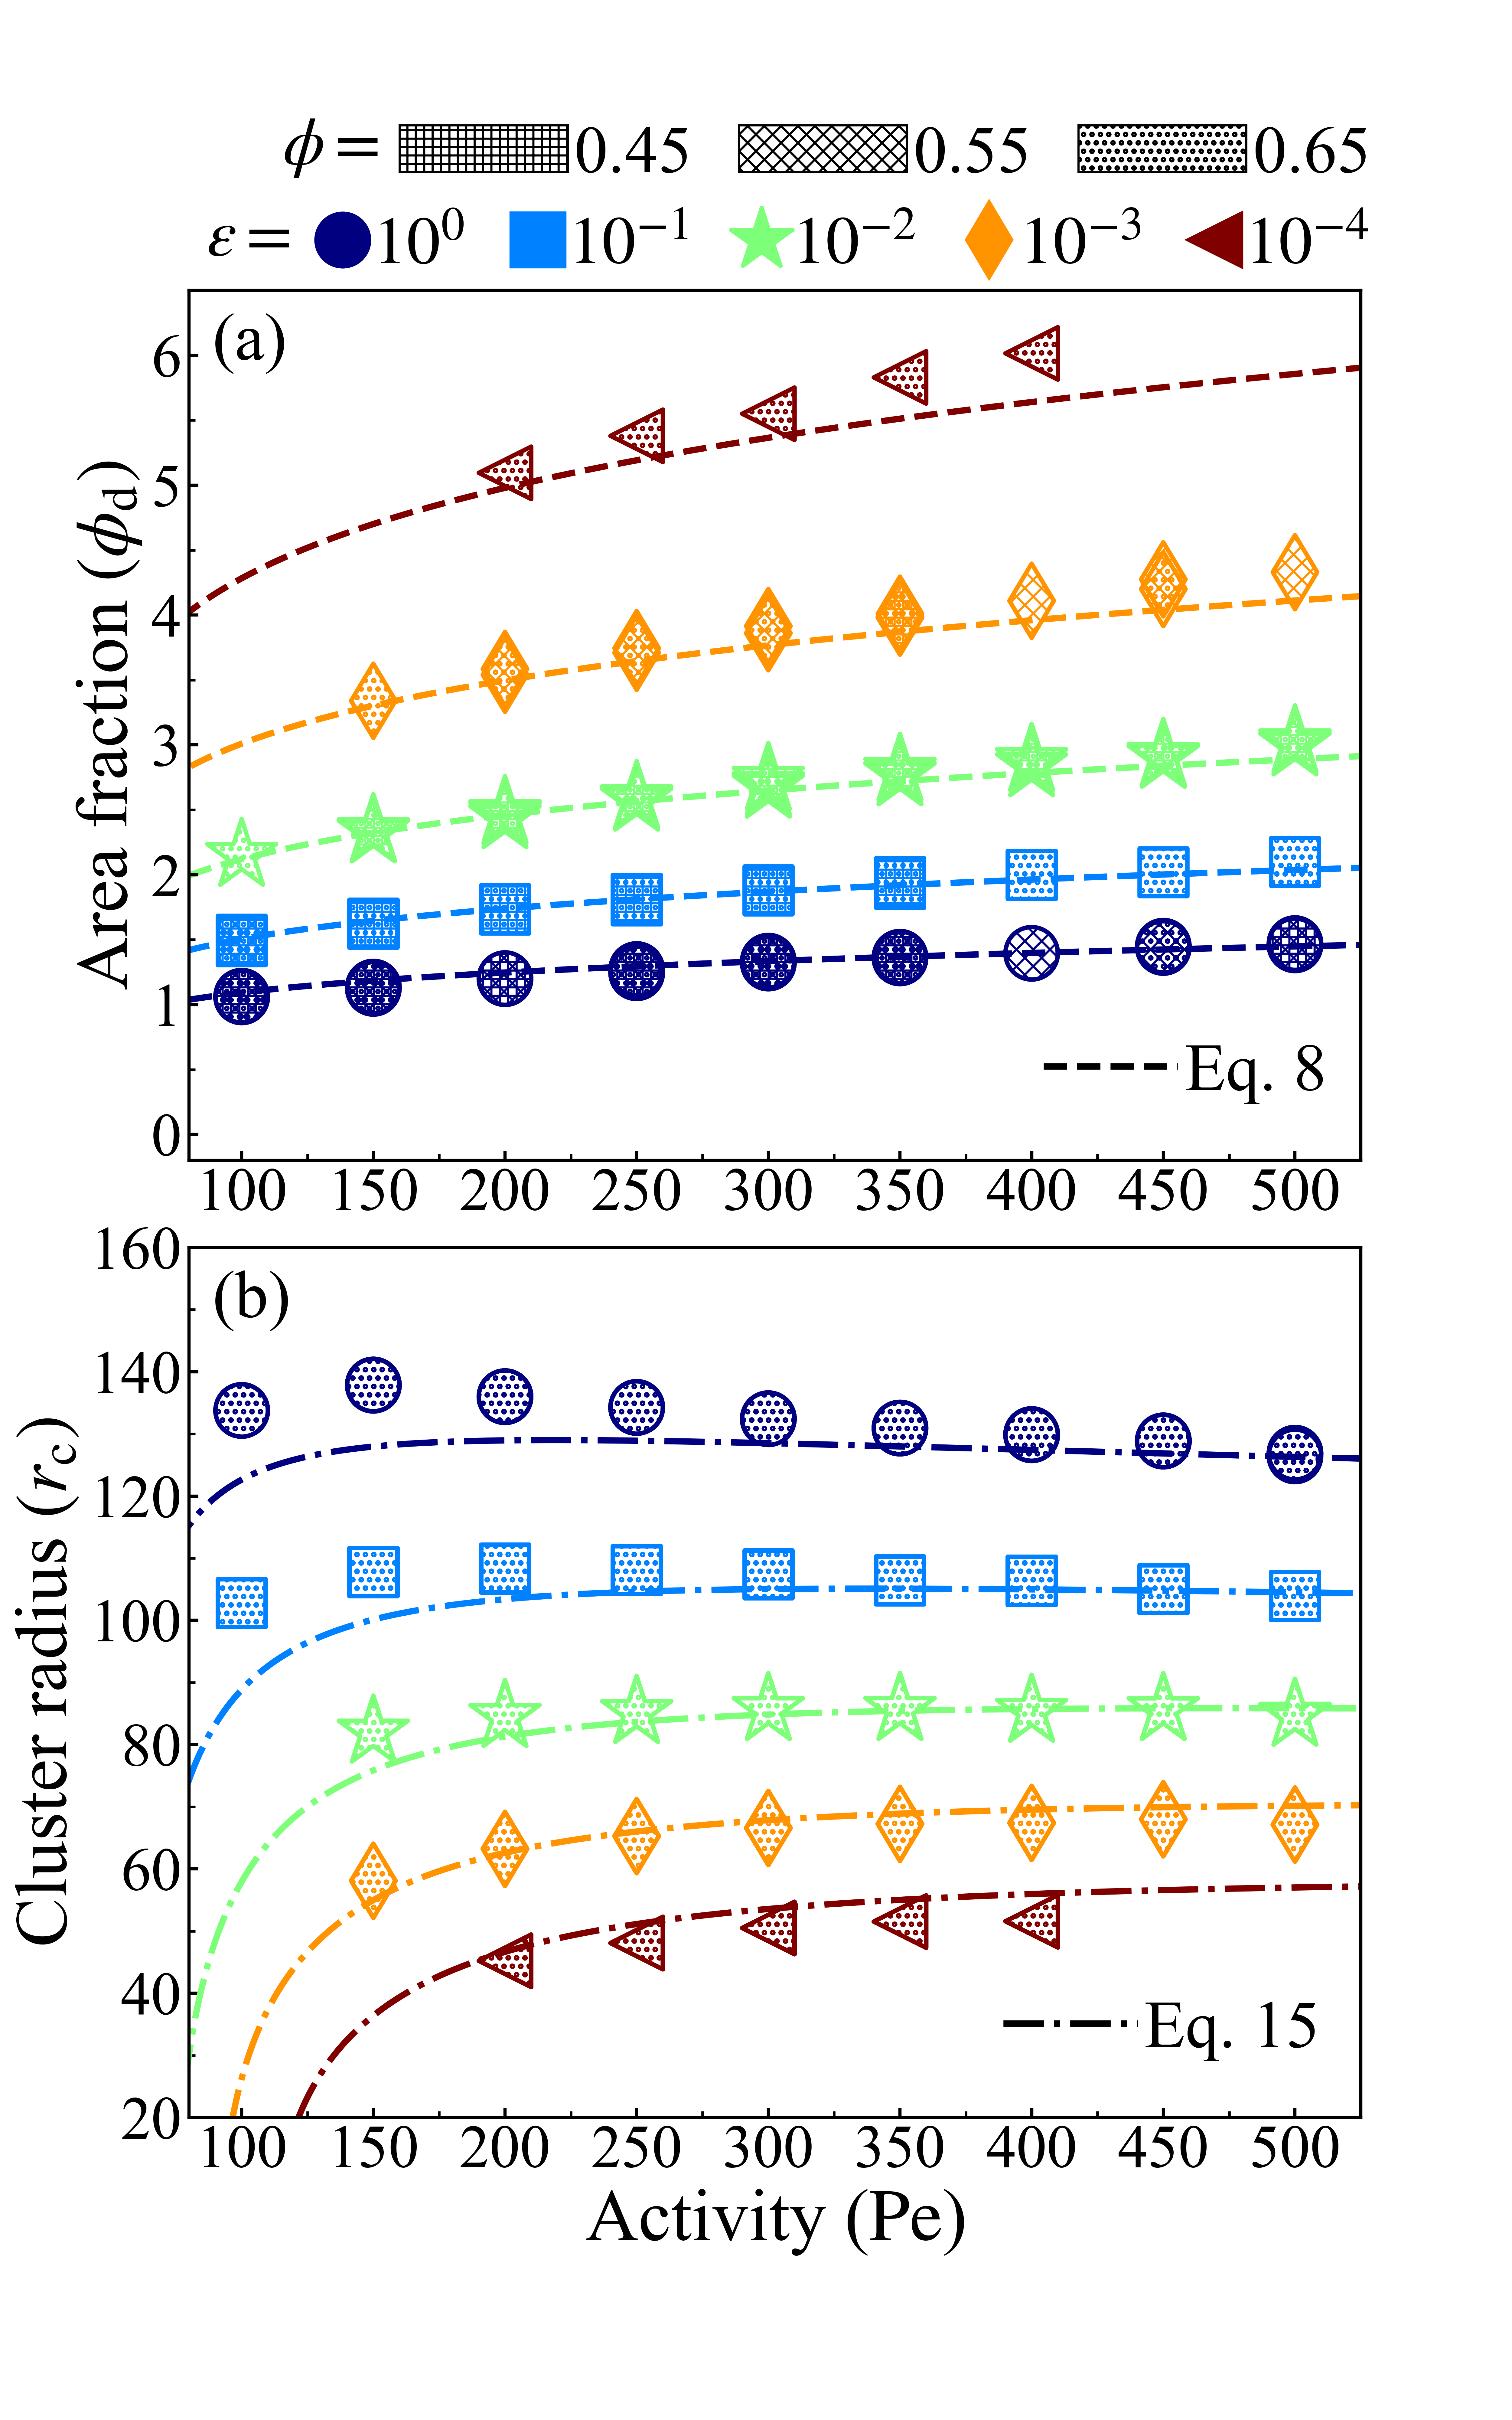 ϕ = 0.45 0.55 0.65
ε = 10⁰ 10⁻¹ 10⁻² 10⁻³ 10⁻⁴
(a)
Area fraction (ϕd)
6
5
4
3
2
1
0
Eq. 8
100 150 200 250 300 350 400 450 500
(b)
Cluster radius (rc)
160
140
120
100
80
60
40
20
Eq. 15
100 150 200 250 300 350 400 450 500
Activity (Pe)